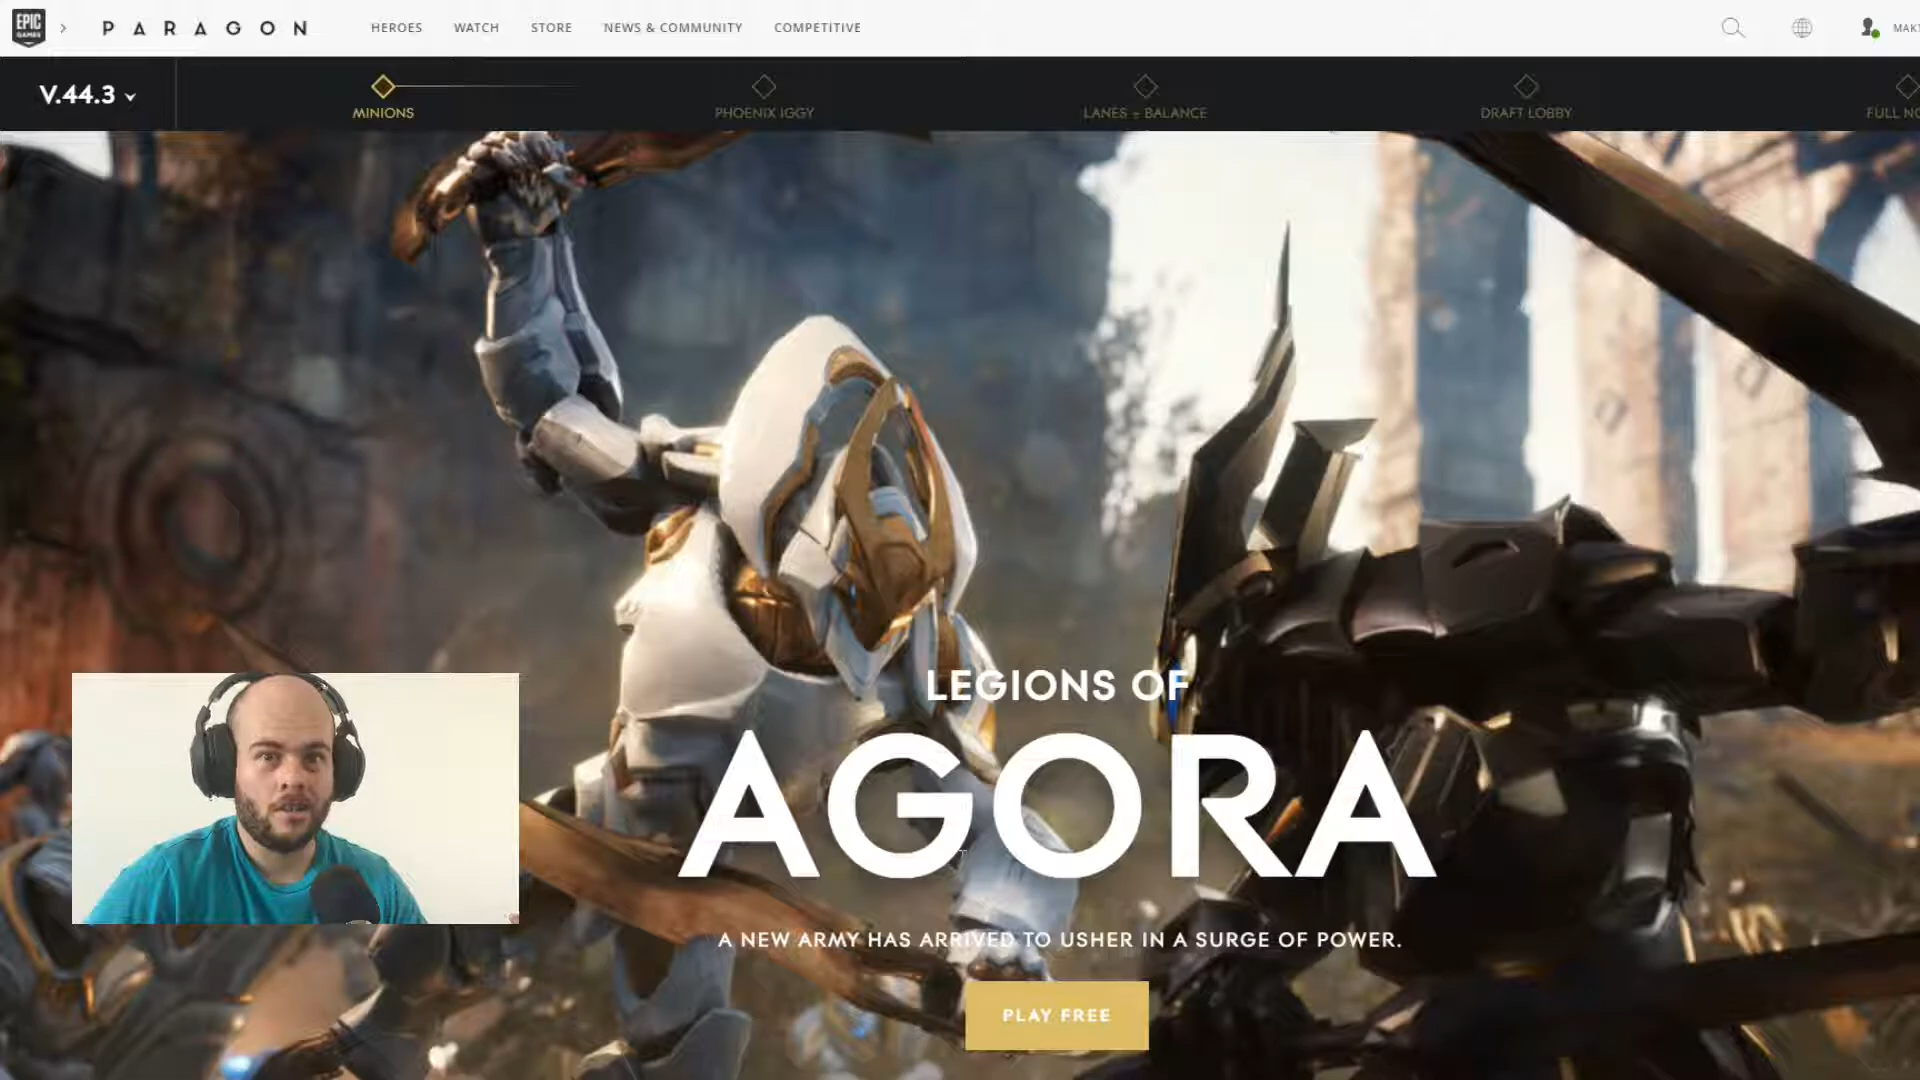 EPIC GAMES
PARAGON
HEROES
WATCH
STORE
NEWS & COMMUNITY
COMPETITIVE
V.44.3
MINIONS
PHOENIX IGGY
LANES + BALANCE
DRAFT LOBBY
FULL
LEGIONS OF
AGORA
A NEW ARMY HAS ARRIVED TO USHER IN A SURGE OF POWER.
PLAY FREE